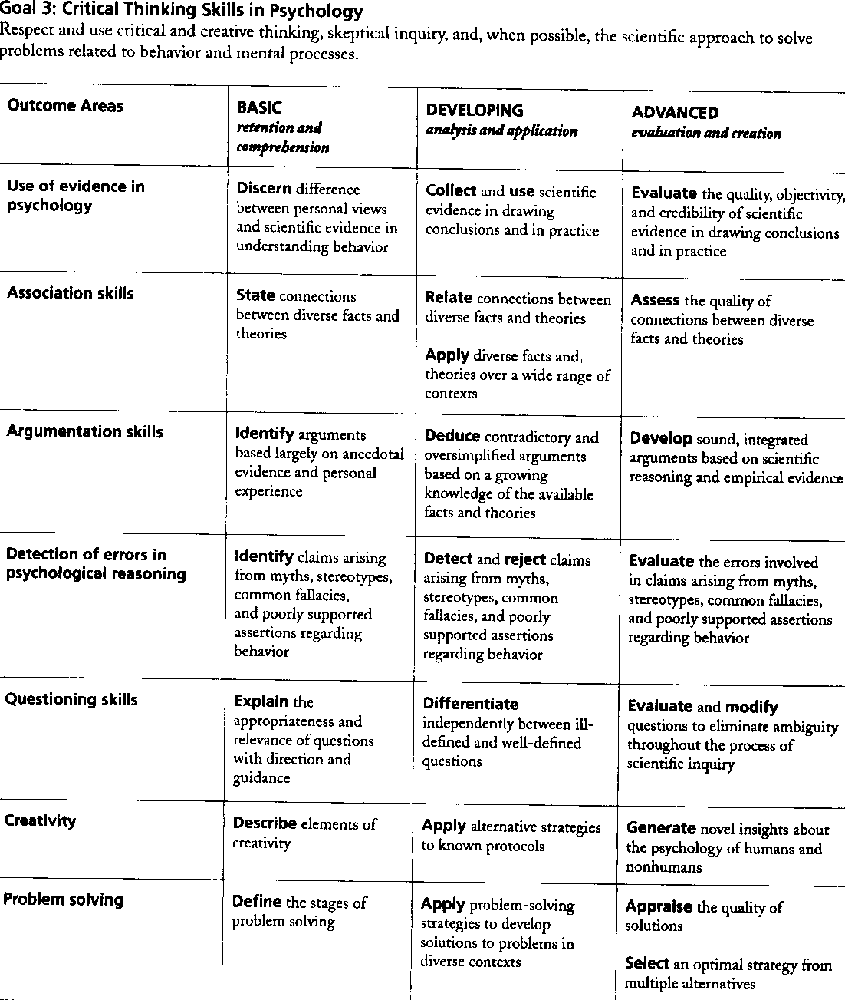 Goal 3: Critical Thinking Skills in Psychology
Respect and use critical and creative thinking, skeptical inquiry, and, when possible, the scientific approach to solve
problems related to behavior and mental processes.
Outcome Areas
BASIC
retention and
comprehension
DEVELOPING
analysis and application
ADVANCED
evaluation and creation
Use of evidence in
psychology
Discern difference
between personal views
and scientific evidence in
understanding behavior
Collect and use scientific
evidence in drawing
conclusions and in practice
Evaluate the quality, objectivity,
and credibility of scientific
evidence in drawing conclusions
and in practice
Association skills
State connections
between diverse facts and
theories
Relate connections between
diverse facts and theories
Apply diverse facts and
theories over a wide range of
contexts
Assess the quality of
connections between diverse
facts and theories
Argumentation skills
Identify arguments
based largely on anecdotal
evidence and personal
experience
Deduce contradictory and
oversimplified arguments
based on a growing
knowledge of the available
facts and theories
Develop sound, integrated
arguments based on scientific
reasoning and empirical evidence
Detection of errors in
psychological reasoning
Identify claims arising
from myths, stereotypes,
common fallacies,
and poorly supported
assertions regarding
behavior
Detect and reject claims
arising from myths,
stereotypes, common
fallacies, and poorly
supported assertions
regarding behavior
Evaluate the errors involved
in claims arising from myths,
stereotypes, common fallacies,
and poorly supported assertions
regarding behavior
Questioning skills
Explain the
appropriateness and
relevance of questions
with direction and
guidance
Differentiate
independently between ill-
defined and well-defined
questions
Evaluate and modify
questions to eliminate ambiguity
throughout the process of
scientific inquiry
Creativity
Describe elements of
creativity
Apply alternative strategies
to known protocols
Generate novel insights about
the psychology of humans and
nonhumans
Problem solving
Define the stages of
problem solving
Apply problem-solving
strategies to develop
solutions to problems in
diverse contexts
Appraise the quality of
solutions
Select an optimal strategy from
multiple alternatives